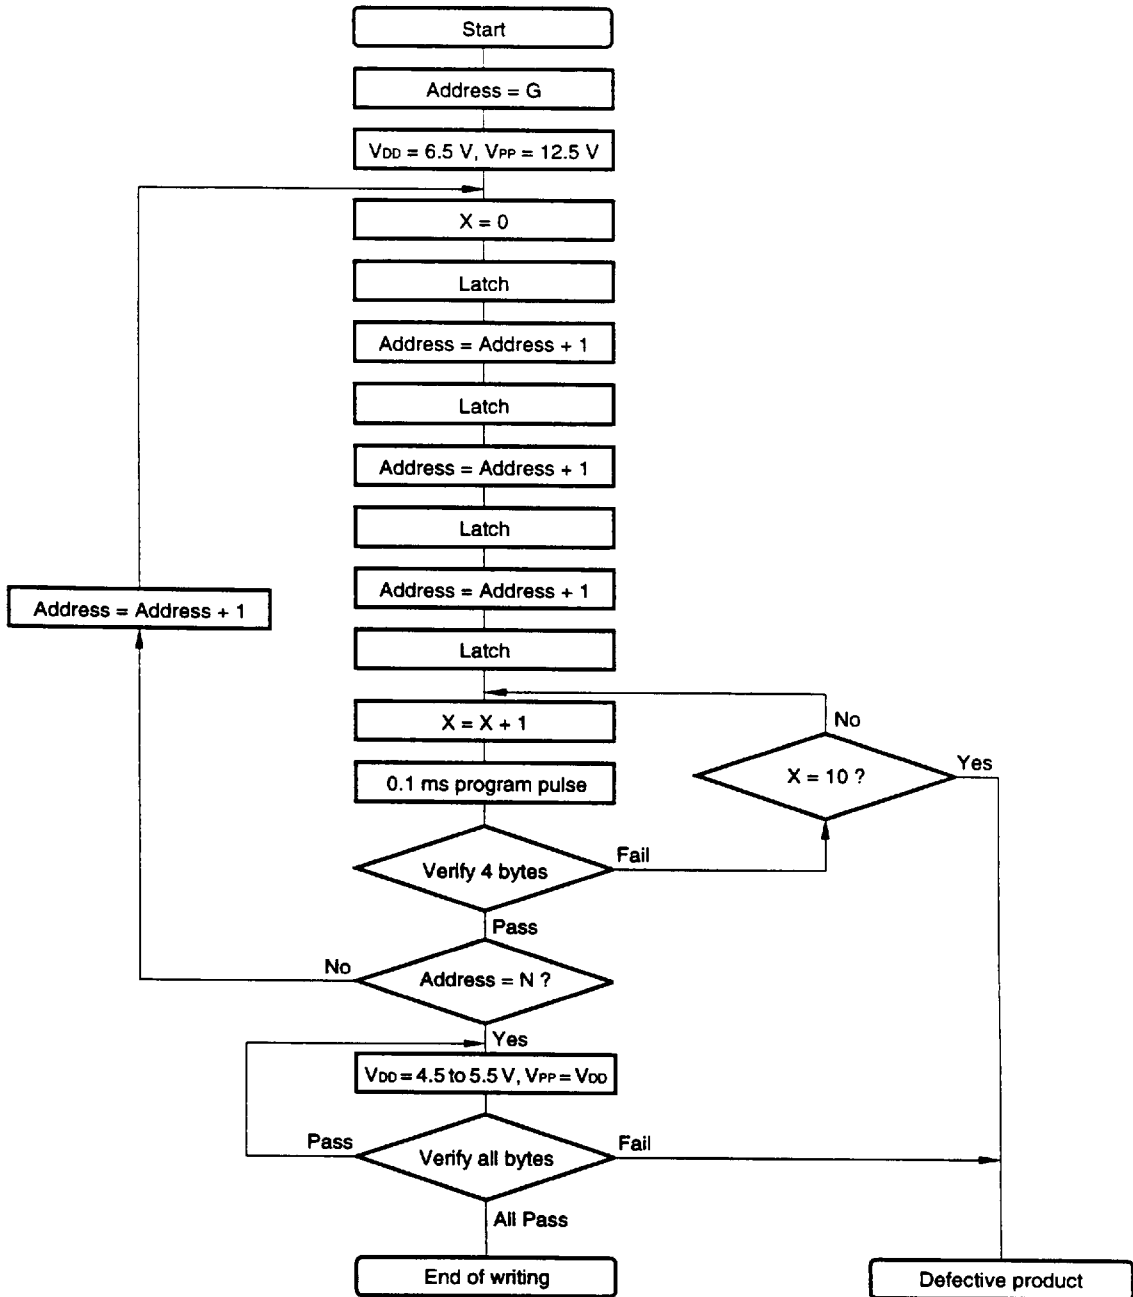 Start
Address = G
VDD = 6.5 V, VPP = 12.5 V
X = 0
Latch
Address = Address + 1
Latch
Address = Address + 1
Latch
Address = Address + 1
Address = Address + 1
Latch
X = X + 1
No
X = 10 ?
Yes
0.1 ms program pulse
Verify 4 bytes
Fail
Pass
No
Address = N ?
Yes
VDD = 4.5 to 5.5 V, VPP = VDD
Pass
Verify all bytes
Fail
All Pass
End of writing
Defective product